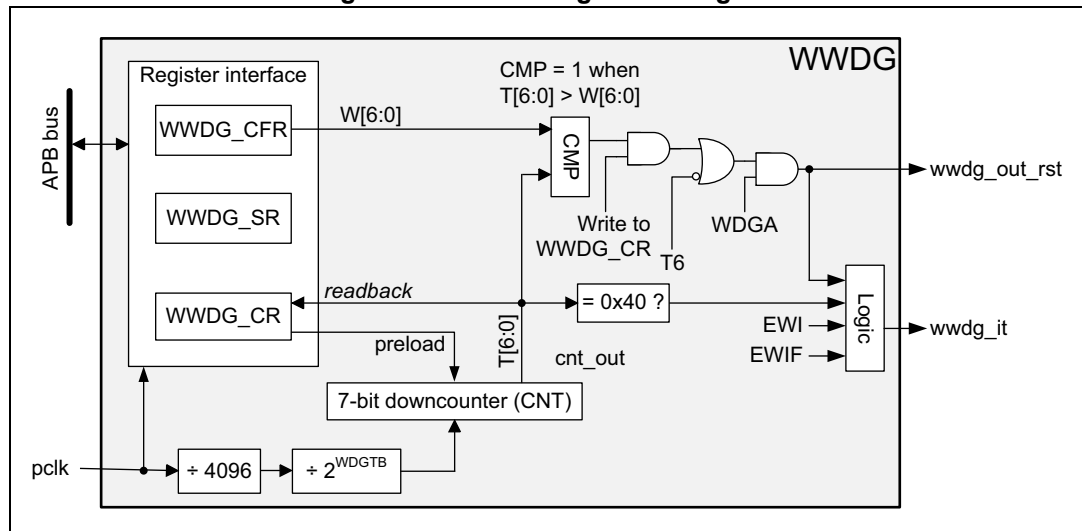 WWDG
Register interface
CMP = 1 when
T[6:0] > W[6:0]
APB bus
WWDG_CFR
W[6:0]
CMP
wwdg_out_rst
WWDG_SR
Write to
WWDG_CR
T6
WDGA
WWDG_CR
readback
= 0x40 ?
Logic
preload
T[6:0]
cnt_out
EWI
EWIF
wwdg_it
7-bit downcounter (CNT)
pclk
÷ 4096
÷ 2^WDGTB